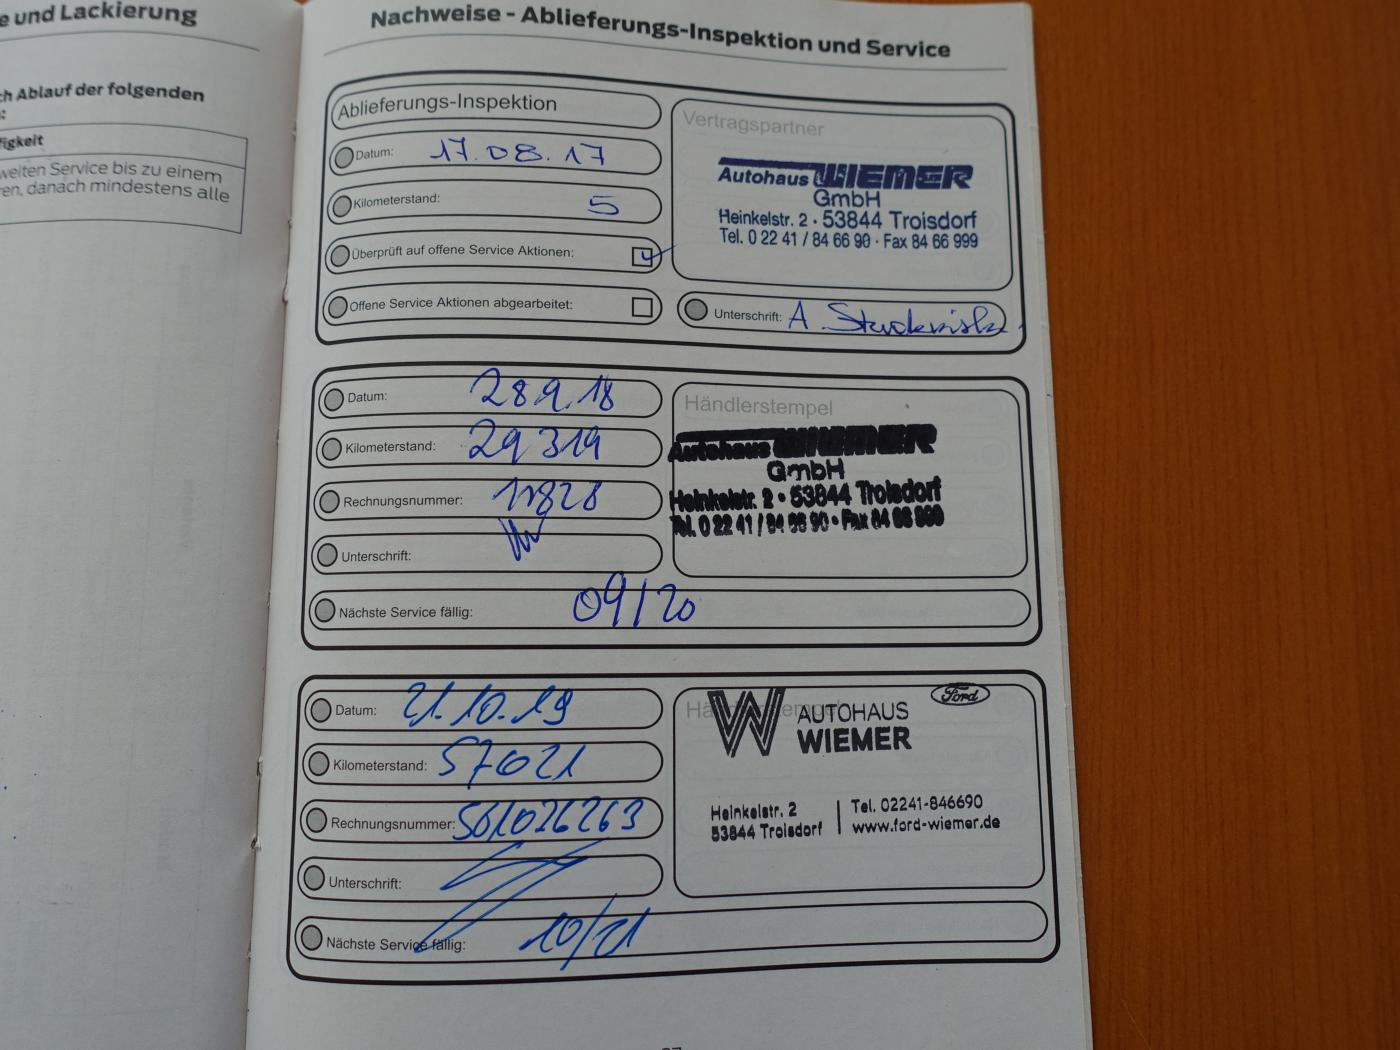 e und Lackierung
ch Ablauf der folgenden
:
figkeit
weiten Service bis zu einem
ren, danach mindestens alle
Nachweise - Ablieferungs-Inspektion und Service
Ablieferungs-Inspektion
Datum: 17.08.17
Kilometerstand: 5
Überprüft auf offene Service Aktionen:
Offene Service Aktionen abgearbeitet:
Vertragspartner
Autohaus WIEMER
GmbH
Heinkelstr. 2 · 53844 Troisdorf
Tel. 0 22 41 / 84 66 90 · Fax 84 66 999
Unterschrift: A.
Datum: 28 9. 18
Kilometerstand: 29 319
Rechnungsnummer: 11828
Unterschrift:
Nächste Service fällig: 09/20
Händlerstempel
Autohaus WIEMER
GmbH
Heinkelstr. 2 · 53844 Troisdorf
Tel. 0 22 41 / 84 66 90 · Fax 84 66 999
Datum: 21.10.19
Kilometerstand: 57021
Rechnungsnummer: 561026263
Unterschrift:
Nächste Service fällig: 10/21
Händlerstempel
Ford
W AUTOHAUS
WIEMER
Heinkelstr. 2
53844 Troisdorf
Tel. 02241-846690
www.ford-wiemer.de